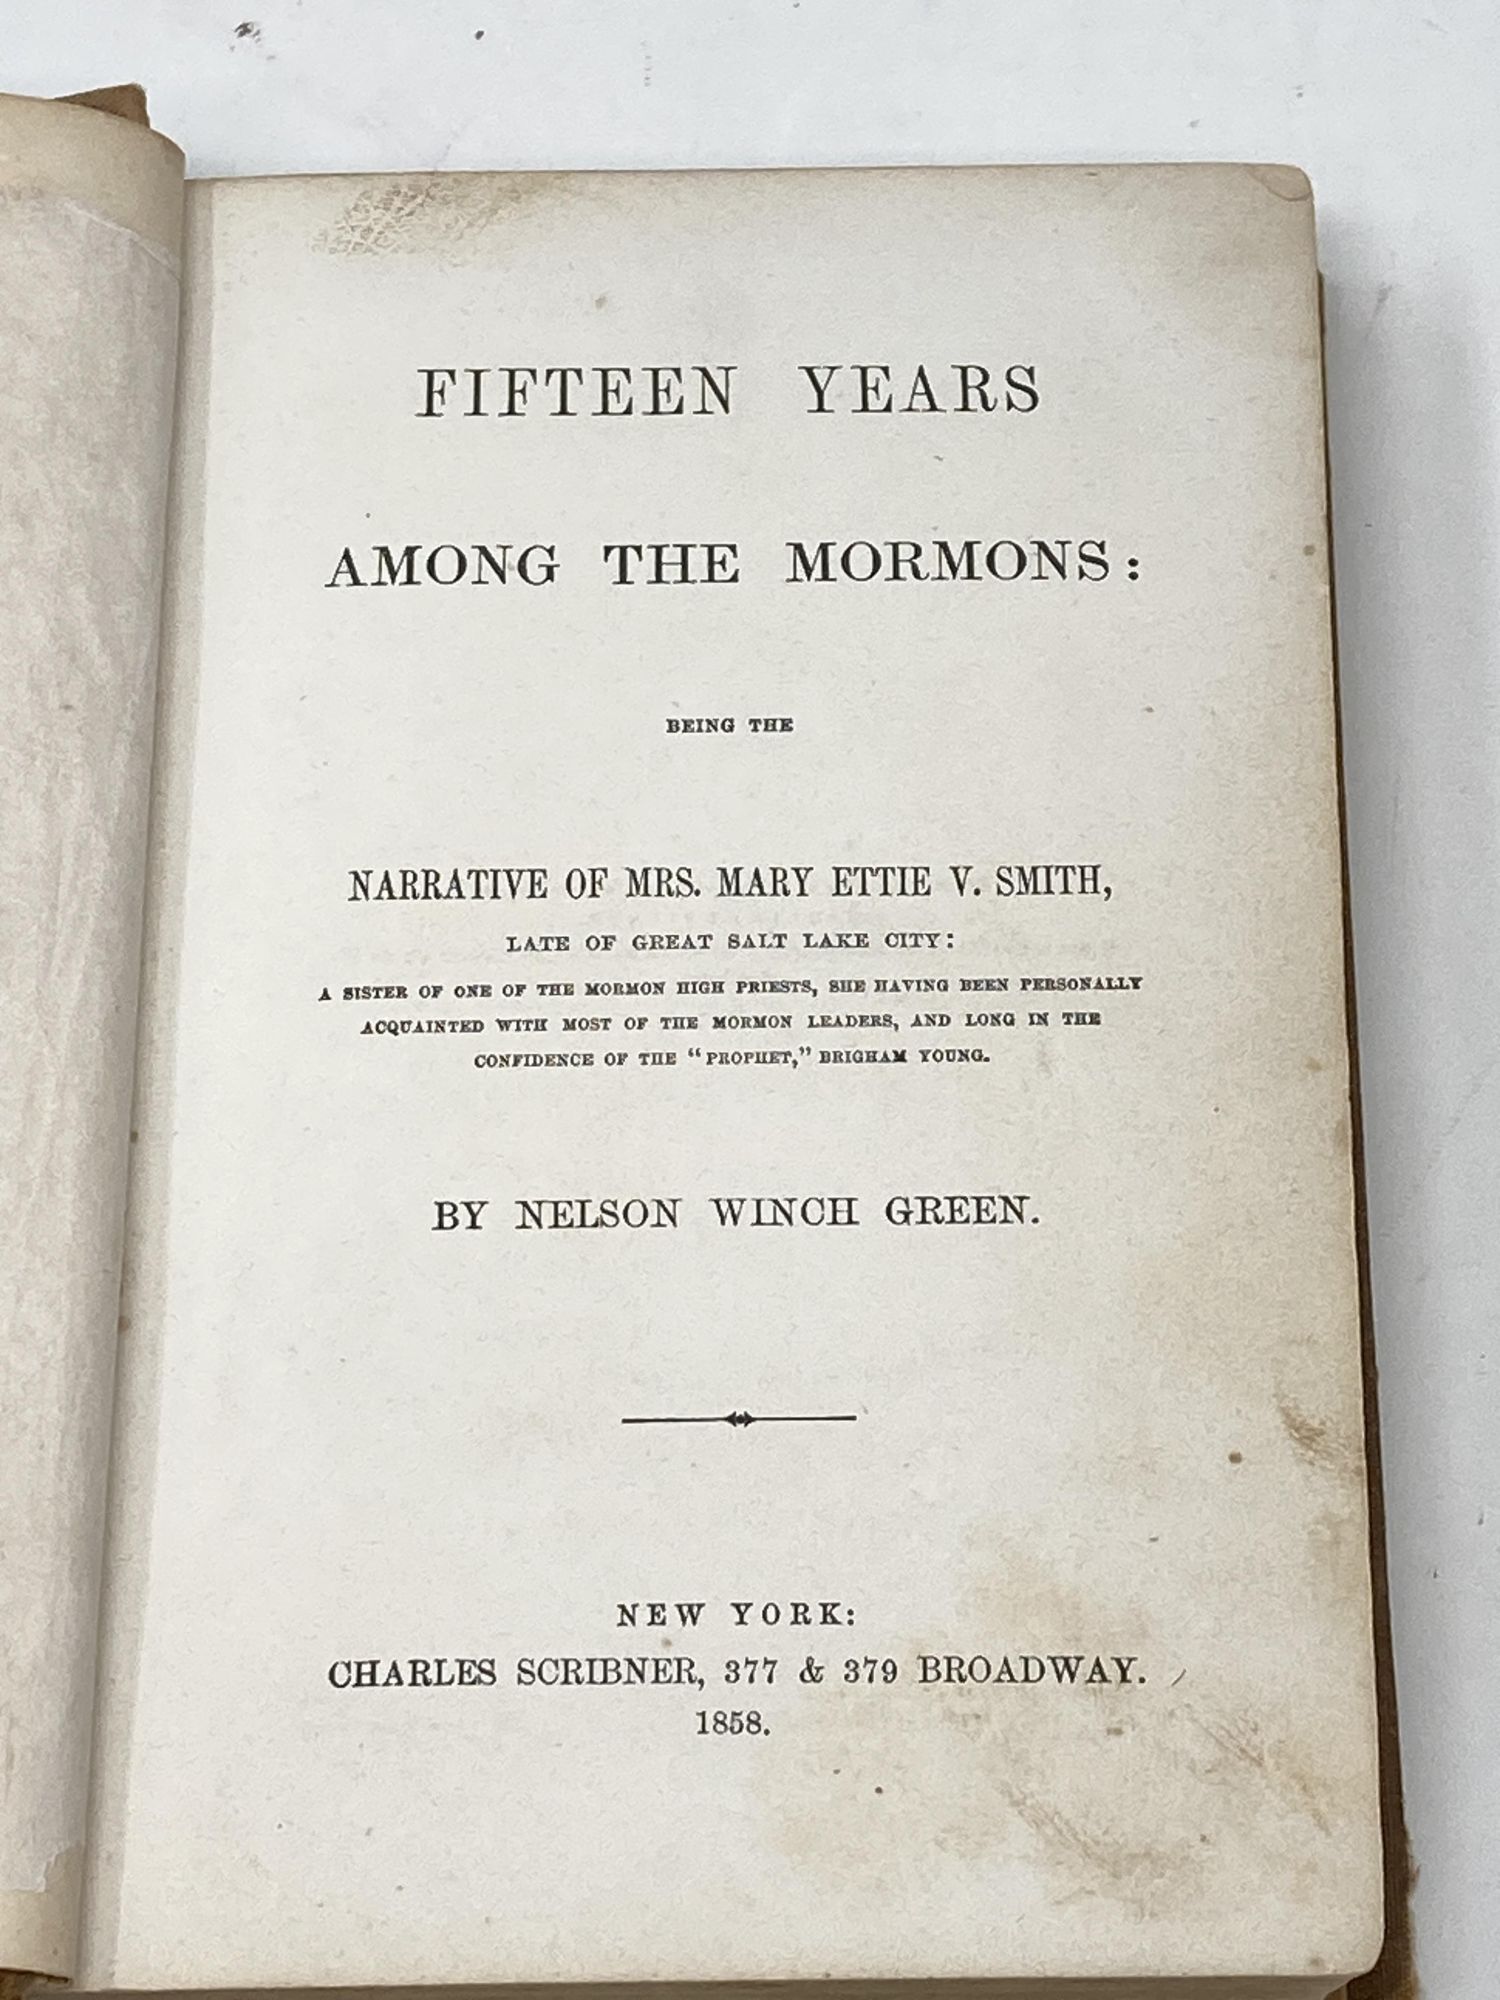 FIFTEEN YEARS
AMONG THE MORMONS:
BEING THE
NARRATIVE OF MRS. MARY ETTIE V. SMITH,
LATE OF GREAT SALT LAKE CITY:
A SISTER OF ONE OF THE MORMON HIGH PRIESTS, SHE HAVING BEEN PERSONALLY
ACQUAINTED WITH MOST OF THE MORMON LEADERS, AND LONG IN THE
CONFIDENCE OF THE “PROPHET,” BRIGHAM YOUNG.
BY NELSON WINCH GREEN.
NEW YORK:
CHARLES SCRIBNER, 377 & 379 BROADWAY.
1858.